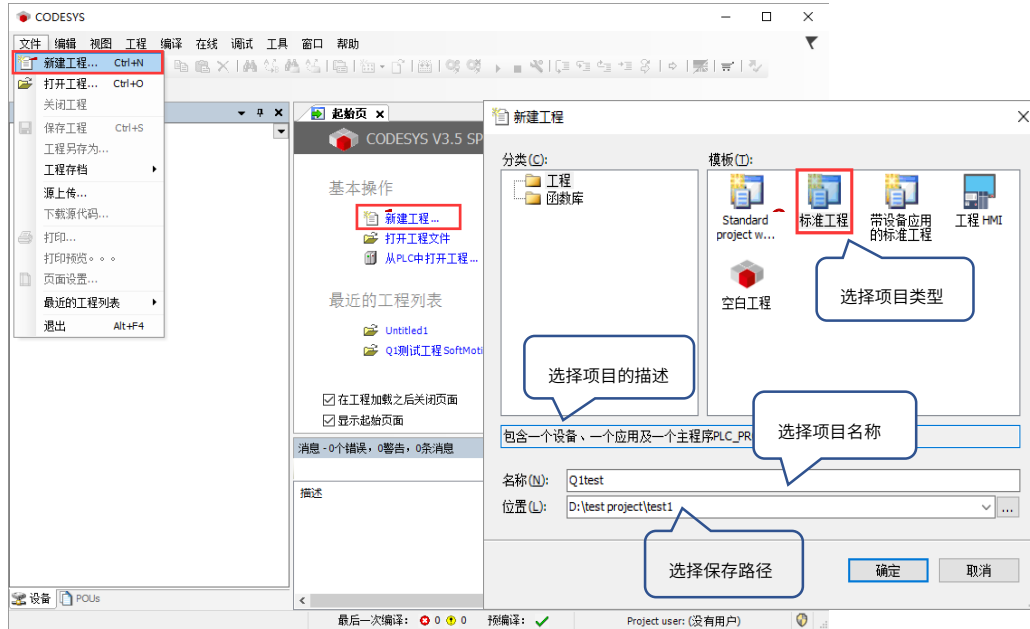 CODESYS
文件 编辑 视图 工程 编译 在线 调试 工具 窗口 帮助
新建工程... Ctrl+N
打开工程... Ctrl+O
关闭工程
保存工程 Ctrl+S
工程另存为...
工程存档
源上传...
下载源代码...
打印...
打印预览。。。
页面设置...
最近的工程列表
退出 Alt+F4
起始页
CODESYS V3.5 SP
基本操作
新建工程...
打开工程文件
从PLC中打开工程...
最近的工程列表
Untitled1
Q1测试工程SoftMoti
在工程加载之后关闭页面
显示起始页面
消息 - 0个错误，0警告，0条消息
描述
设备 POUs
最后一次编译： 0 0 预编译： Project user: (没有用户)
新建工程
分类(C):
工程
函数库
模板(T):
Standard
project w...
标准工程
带设备应用
的标准工程
工程 HMI
空白工程
选择项目类型
选择项目的描述
包含一个设备、一个应用及一个主程序PLC_PR
选择项目名称
名称(N): Q1test
位置(L): D:\test project\test1
...
选择保存路径
确定 取消